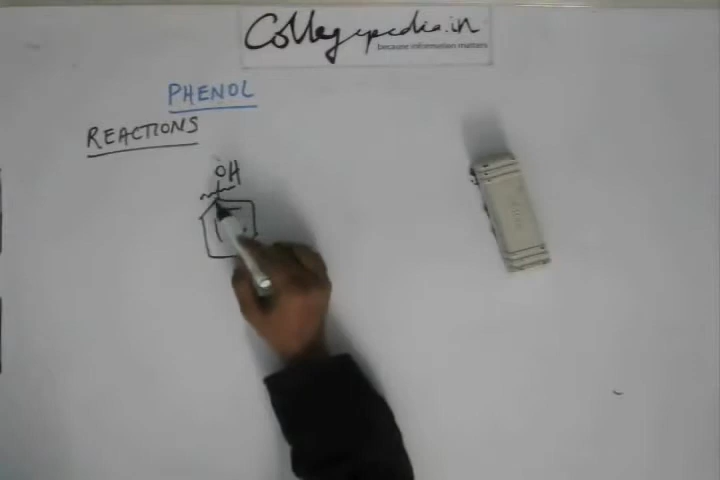 Collegepedia.in
because information matters
PHENOL
REACTIONS
OH